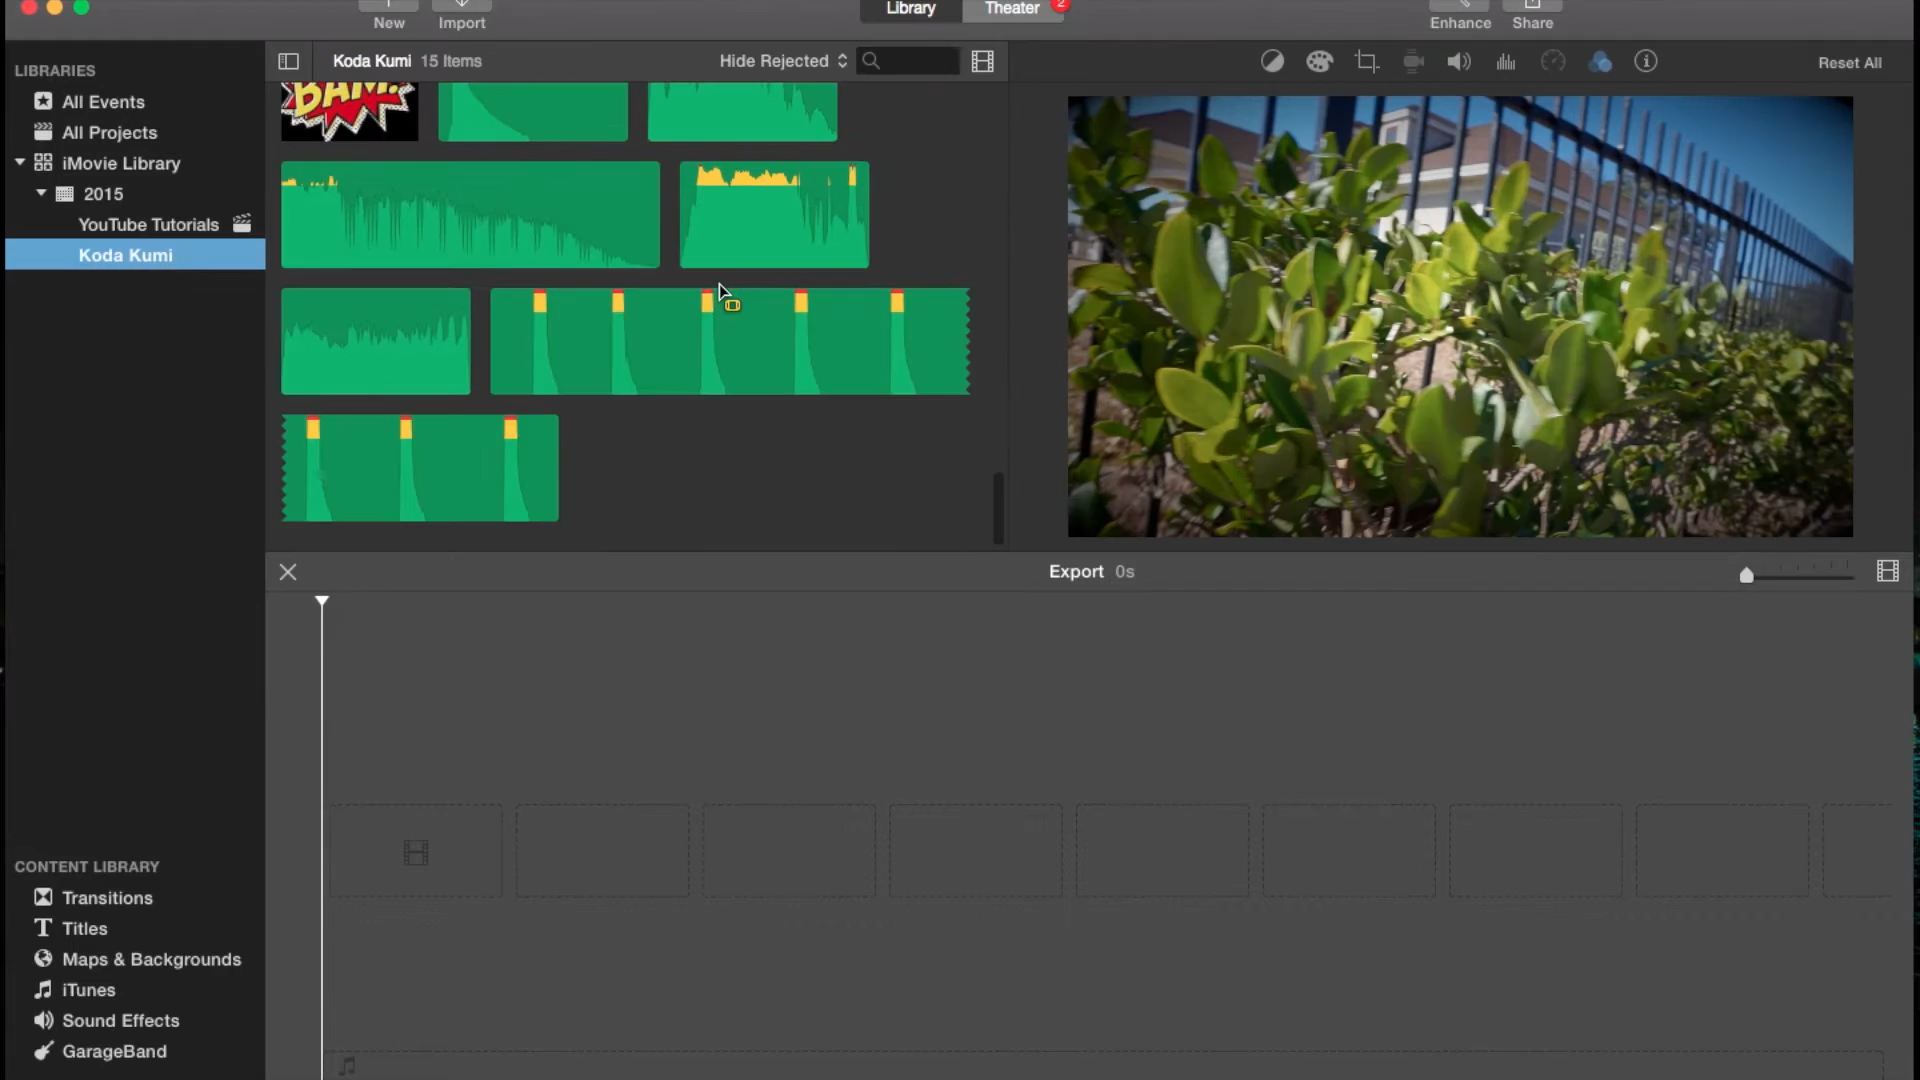 New
Import
Library
Theater
2
Enhance
Share
LIBRARIES
All Events
All Projects
iMovie Library
2015
YouTube Tutorials
Koda Kumi
Koda Kumi 15 Items
Hide Rejected
Reset All
BAM!
Export 0s
CONTENT LIBRARY
Transitions
Titles
Maps & Backgrounds
iTunes
Sound Effects
GarageBand